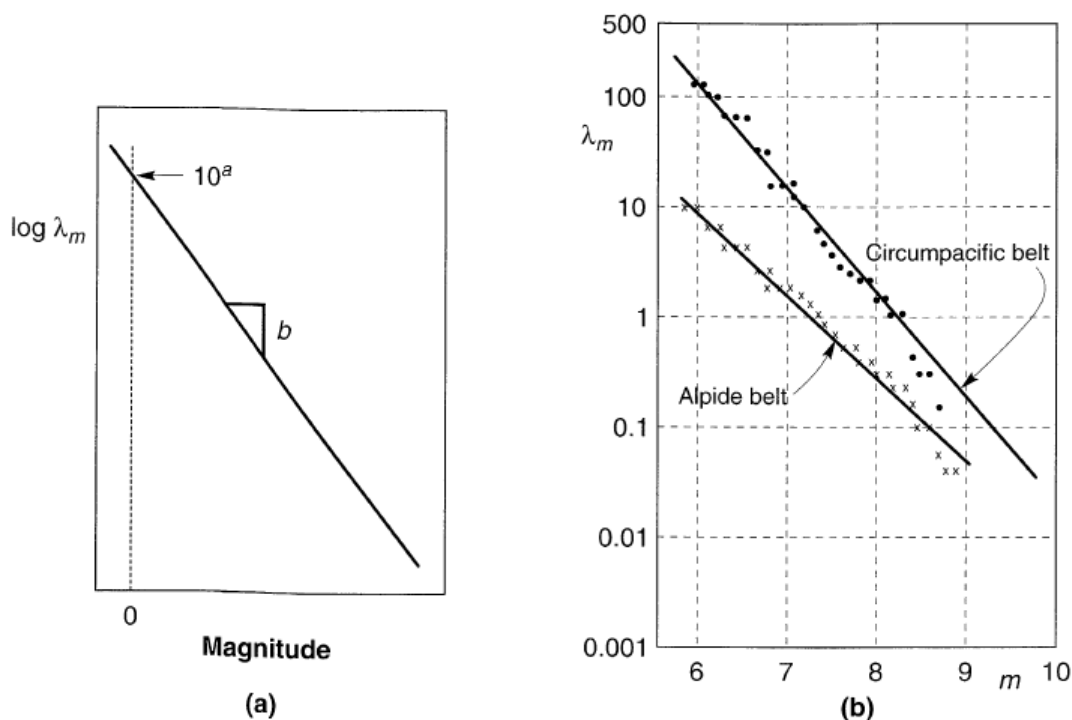 10ᵃ
log λₘ
b
0
Magnitude
(a)
500
100
λₘ
10
1
0.1
0.01
0.001
Circumpacific belt
Alpide belt
6 7 8 9 m 10
(b)